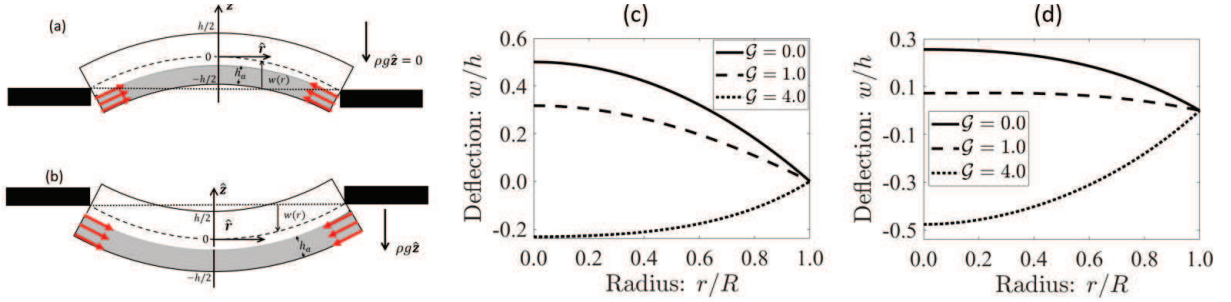 (a)
ẑ
h/2
0
r̂
h_a
w(r)
-h/2
ρgẑ = 0
(b)
ẑ
h/2
w(r)
r̂
0
h_a
-h/2
ρgẑ
(c)
0.6
0.4
0.2
0.0
-0.2
Deflection: w/h
𝒢 = 0.0
𝒢 = 1.0
𝒢 = 4.0
0.0 0.2 0.4 0.6 0.8 1.0
Radius: r/R
(d)
0.3
0.1
-0.1
-0.3
-0.5
Deflection: w/h
𝒢 = 0.0
𝒢 = 1.0
𝒢 = 4.0
0.0 0.2 0.4 0.6 0.8 1.0
Radius: r/R